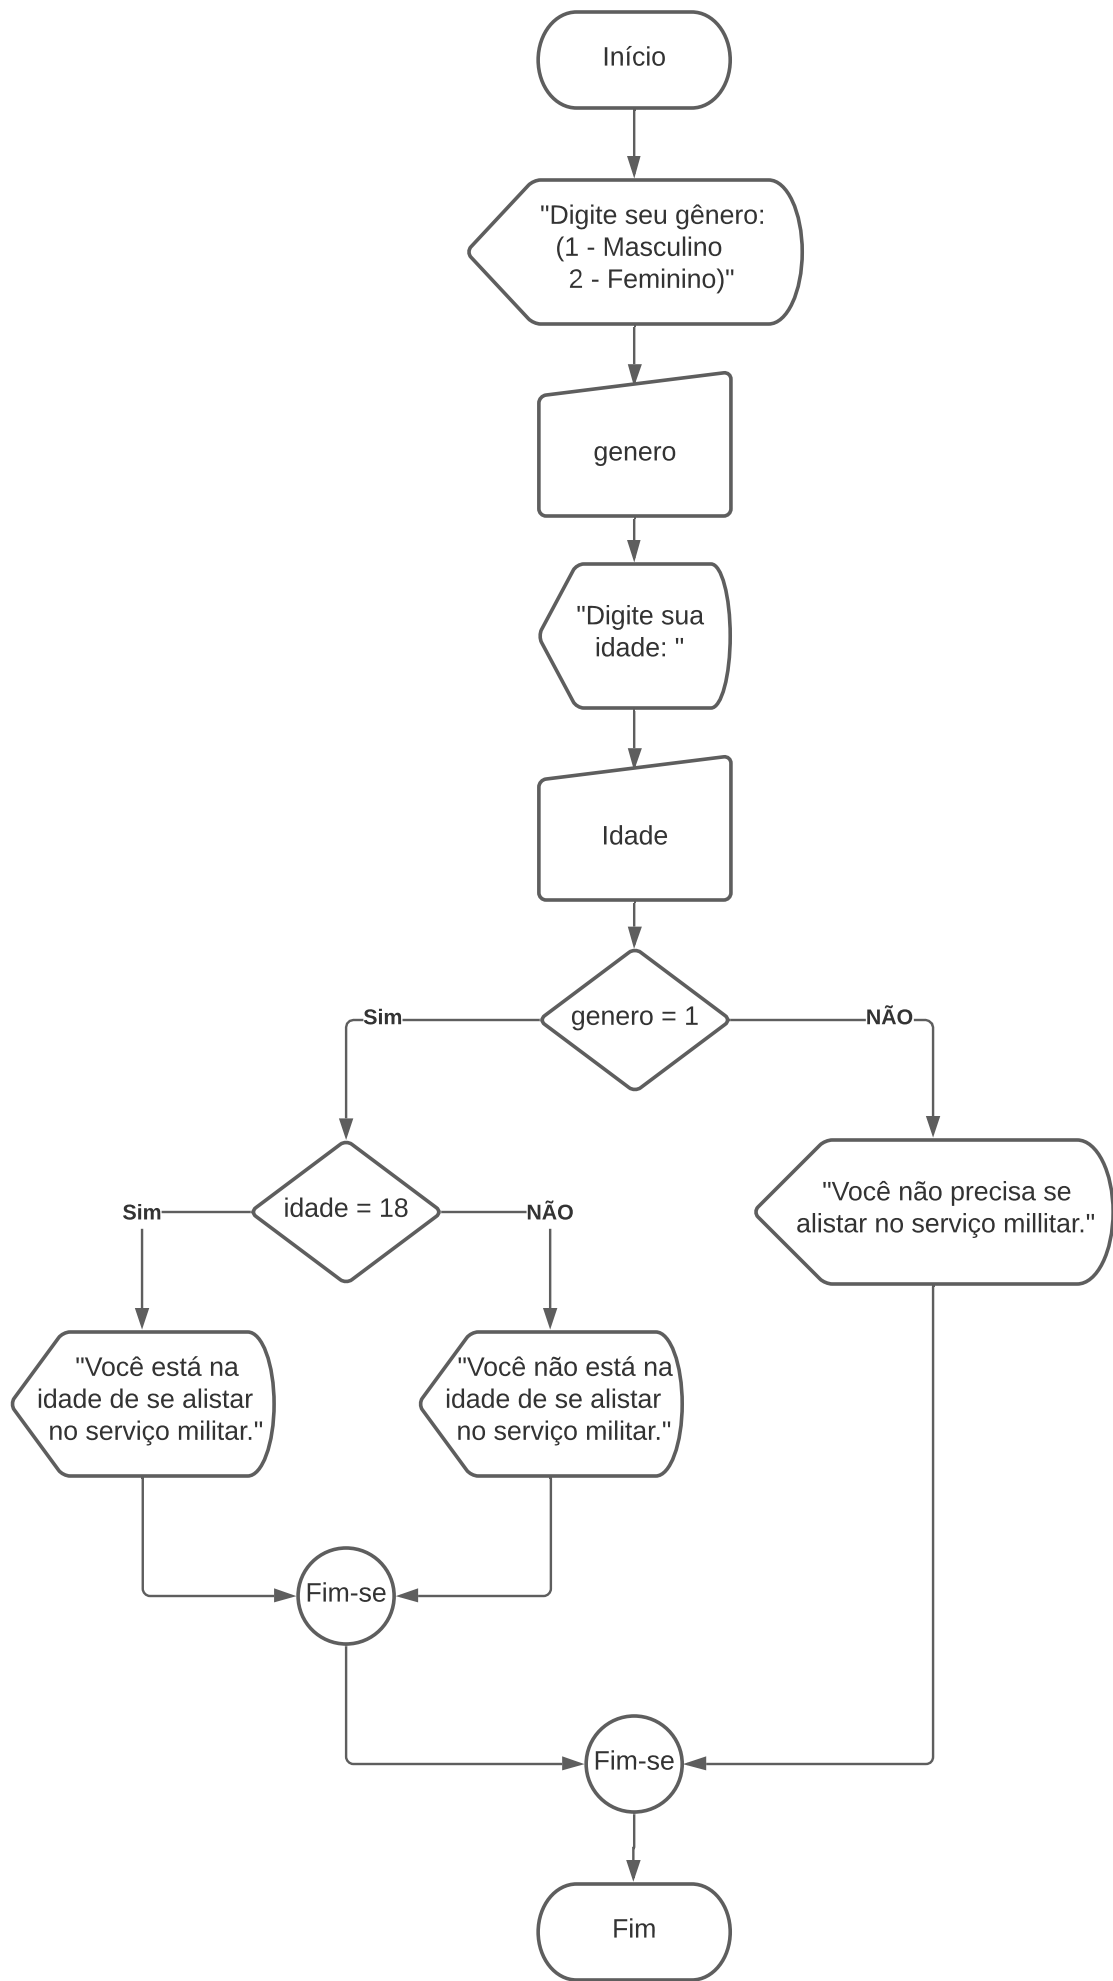 Início
"Digite seu gênero:
(1 - Masculino
2 - Feminino)"
genero
"Digite sua
idade: "
Idade
genero = 1
Sim
NÃO
idade = 18
Sim
NÃO
"Você não precisa se
alistar no serviço millitar."
"Você está na
idade de se alistar
no serviço militar."
"Você não está na
idade de se alistar
no serviço militar."
Fim-se
Fim-se
Fim